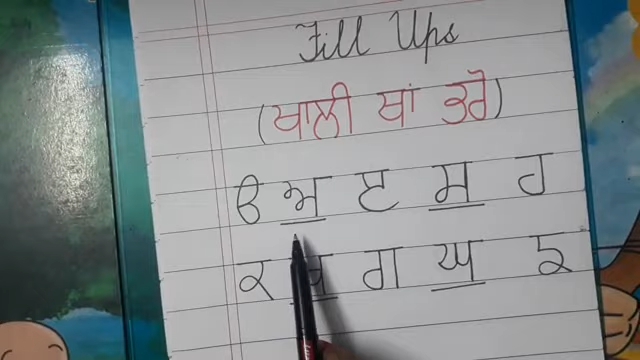 Fill Ups
(ਖਾਲੀ ਥਾਂ ਭਰੋ)
ੳ ਅ ੲ ਸ ਹ
ਕ ਖ ਗ ਘ ਙ